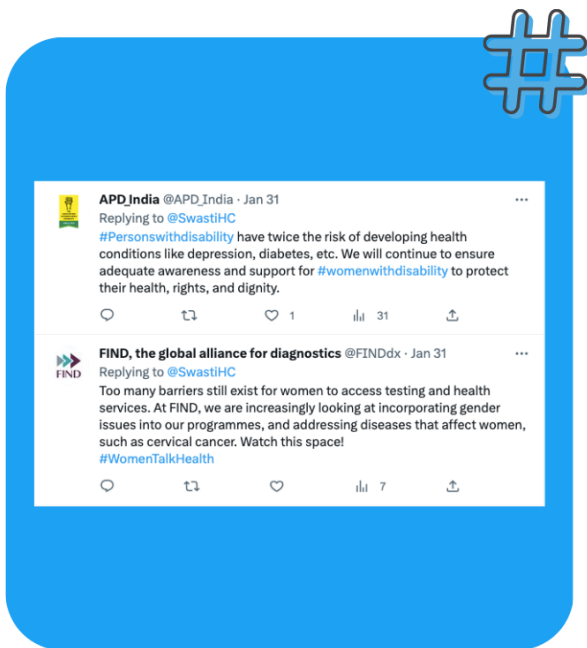 APD_India @APD_India · Jan 31
Replying to @SwastiHC
#Personswithdisability have twice the risk of developing health
conditions like depression, diabetes, etc. We will continue to ensure
adequate awareness and support for #womenwithdisability to protect
their health, rights, and dignity.
1 31
FIND, the global alliance for diagnostics @FINDdx · Jan 31
FIND
Replying to @SwastiHC
Too many barriers still exist for women to access testing and health
services. At FIND, we are increasingly looking at incorporating gender
issues into our programmes, and addressing diseases that affect women,
such as cervical cancer. Watch this space!
#WomenTalkHealth
7